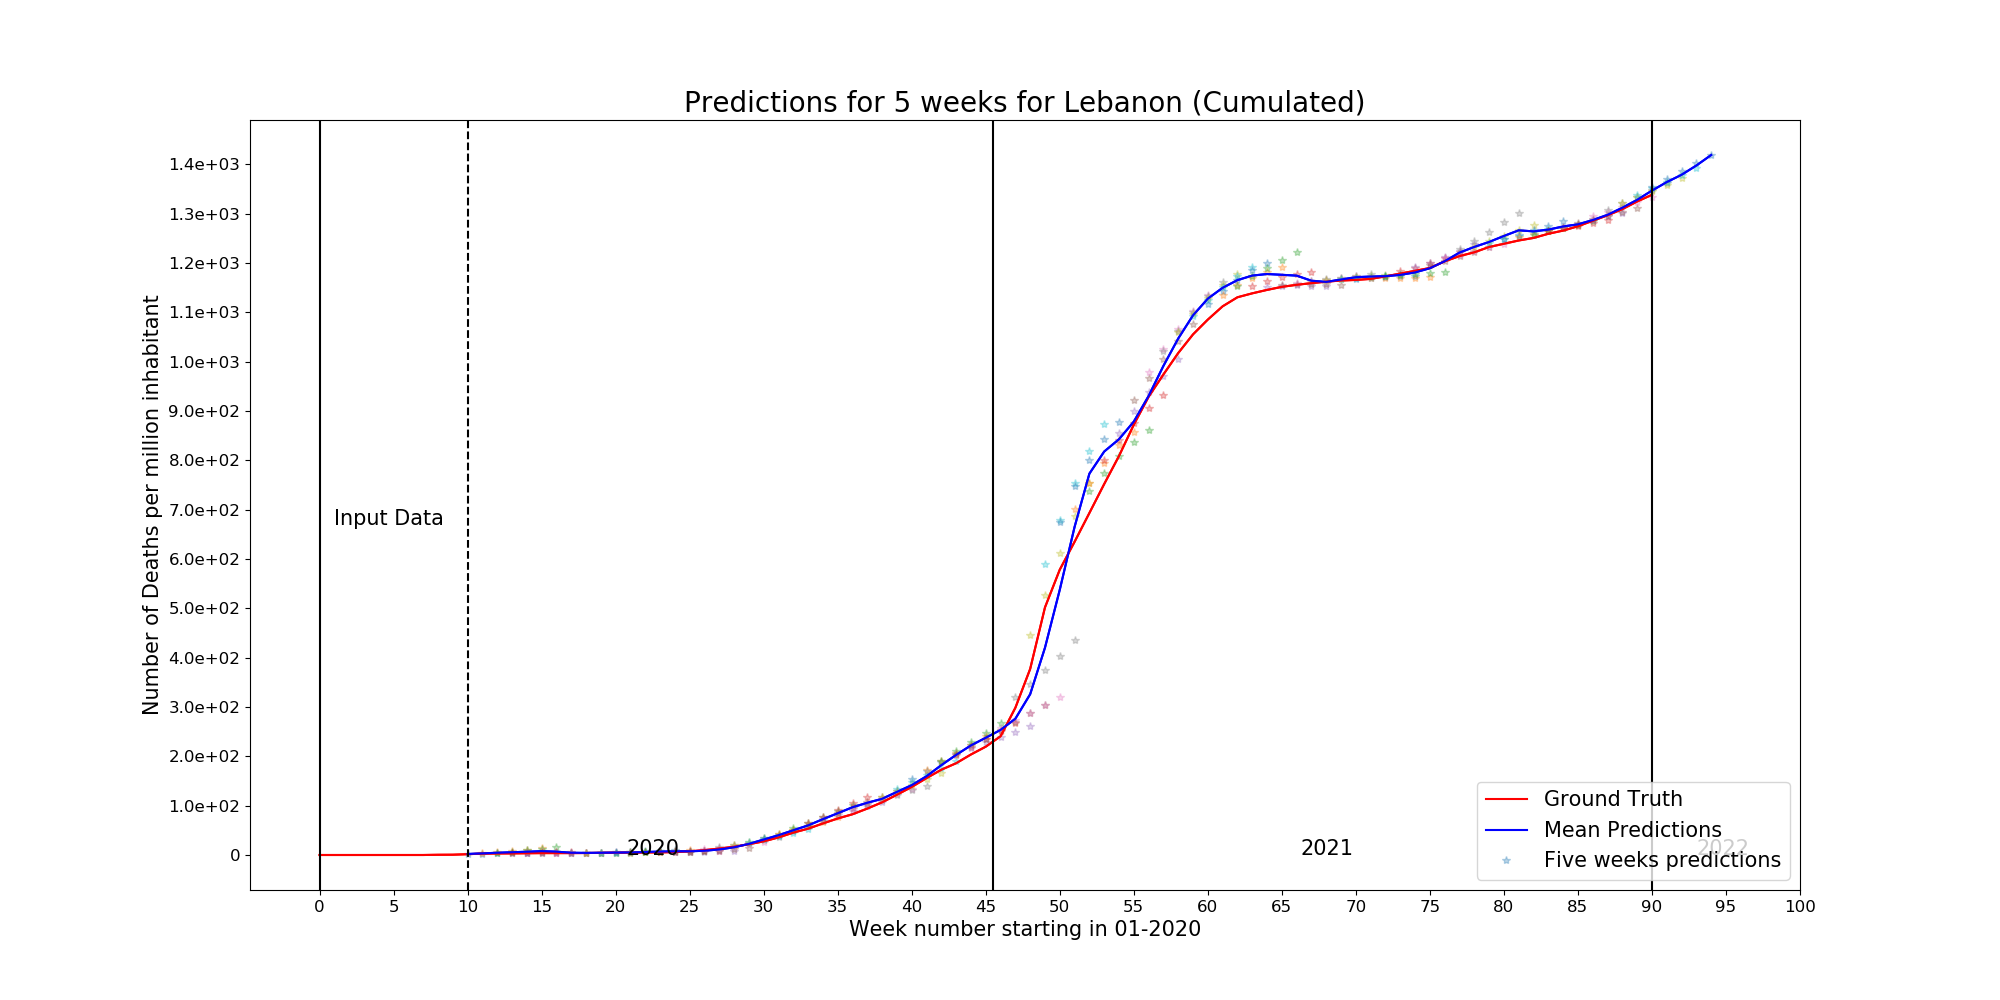 Predictions for 5 weeks for Lebanon (Cumulated)
Number of Deaths per million inhabitant
1.4e+03
1.3e+03
1.2e+03
1.1e+03
1.0e+03
9.0e+02
8.0e+02
7.0e+02
6.0e+02
5.0e+02
4.0e+02
3.0e+02
2.0e+02
1.0e+02
0
Input Data
2020
2021
2022
Ground Truth
Mean Predictions
Five weeks predictions
0 5 10 15 20 25 30 35 40 45 50 55 60 65 70 75 80 85 90 95 100
Week number starting in 01-2020